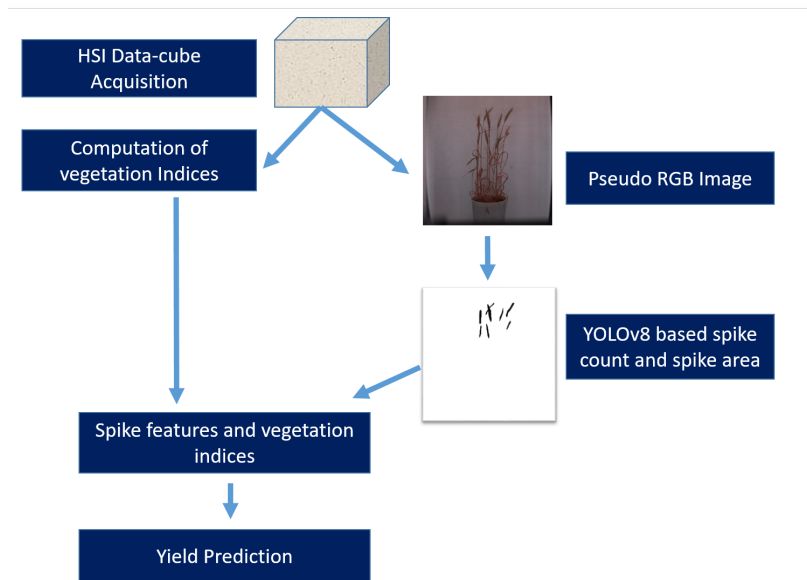 HSI Data-cube
Acquisition
Computation of
vegetation Indices
Pseudo RGB Image
YOLOv8 based spike
count and spike area
Spike features and vegetation
indices
Yield Prediction